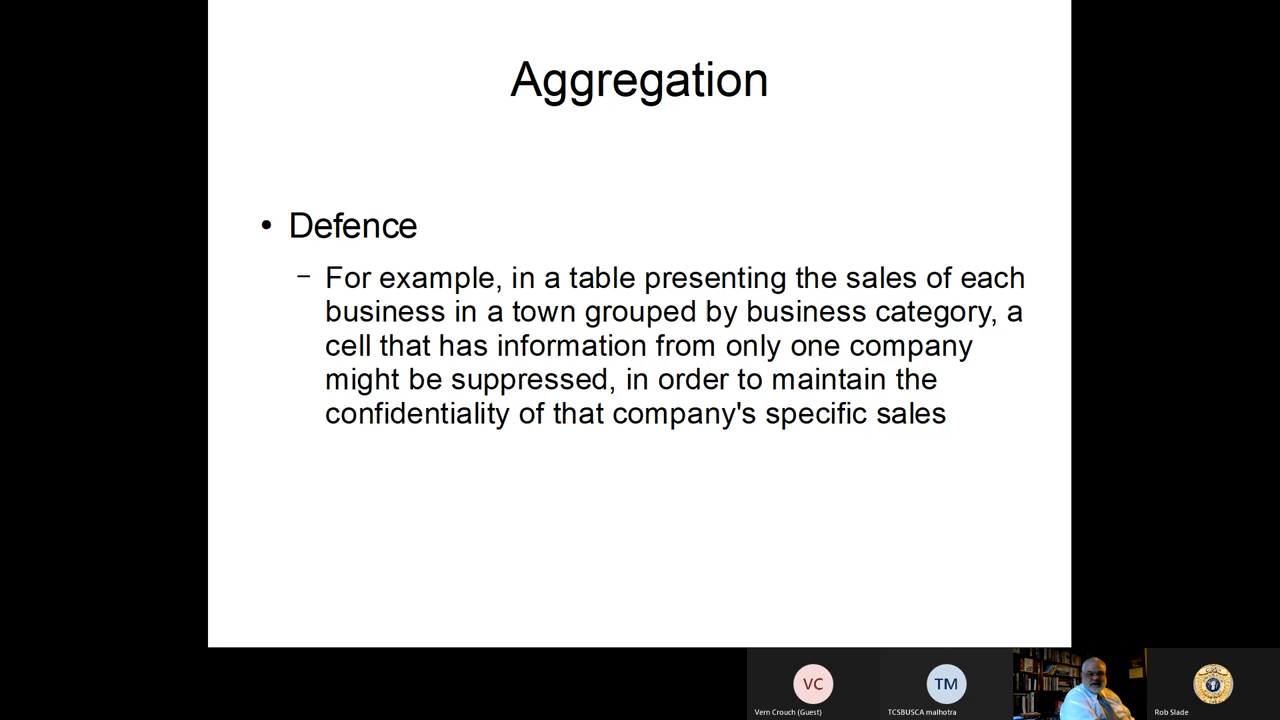 Aggregation
• Defence
– For example, in a table presenting the sales of each
business in a town grouped by business category, a
cell that has information from only one company
might be suppressed, in order to maintain the
confidentiality of that company's specific sales
VC
TM
Vern Crouch (Guest)
TCSBUSCA malhotra
Rob Slade